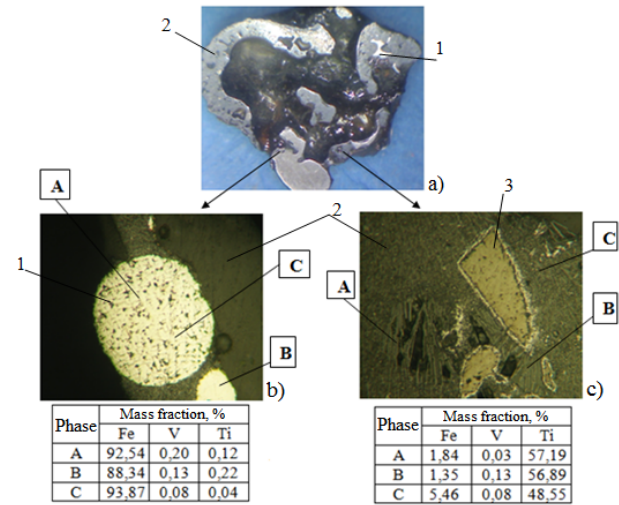 2
1
a)
A
3
2
C
C
1
A
B
B
b)
c)
Phase Mass fraction, %
Fe V Ti
A 92,54 0,20 0,12
B 88,34 0,13 0,22
C 93,87 0,08 0,04
Phase Mass fraction, %
Fe V Ti
A 1,84 0,03 57,19
B 1,35 0,13 56,89
C 5,46 0,08 48,55